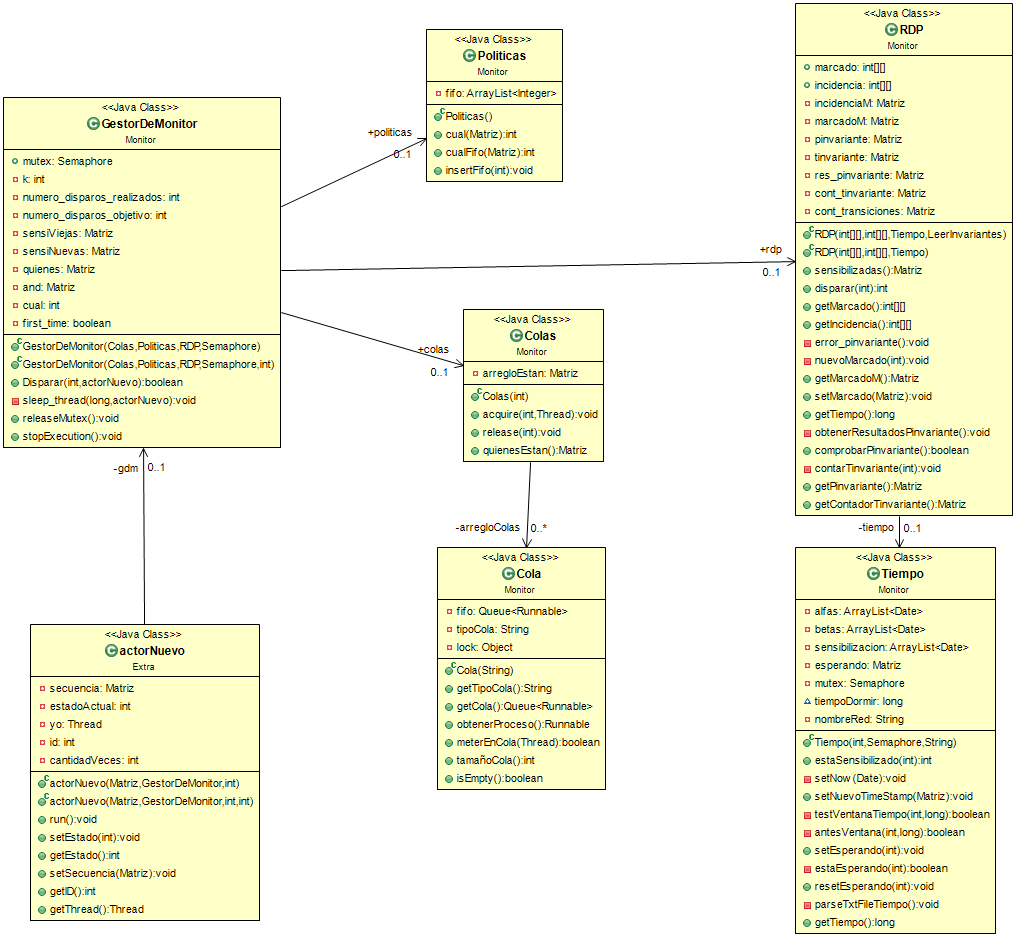 <<Java Class>>
GestorDeMonitor
Monitor
mutex: Semaphore
k: int
numero_disparos_realizados: int
numero_disparos_objetivo: int
sensiViejas: Matriz
sensiNuevas: Matriz
quienes: Matriz
and: Matriz
cual: int
first_time: boolean
GestorDeMonitor(Colas,Politicas,RDP,Semaphore)
GestorDeMonitor(Colas,Politicas,RDP,Semaphore,int)
Disparar(int,actorNuevo):boolean
sleep_thread(long,actorNuevo):void
releaseMutex():void
stopExecution():void
+politicas
0..1
<<Java Class>>
Politicas
Monitor
fifo: ArrayList<Integer>
Politicas()
cual(Matriz):int
cualFifo(Matriz):int
insertFifo(int):void
+rdp
0..1
<<Java Class>>
RDP
Monitor
marcado: int[][]
incidencia: int[][]
incidenciaM: Matriz
marcadoM: Matriz
pinvariante: Matriz
tinvariante: Matriz
res_pinvariante: Matriz
cont_tinvariante: Matriz
cont_transiciones: Matriz
RDP(int[][],int[][],Tiempo,LeerInvariantes)
RDP(int[][],int[][],Tiempo)
sensibilizadas():Matriz
disparar(int):int
getMarcado():int[][]
getIncidencia():int[][]
error_pinvariante():void
nuevoMarcado(int):void
getMarcadoM():Matriz
setMarcado(Matriz):void
getTiempo():long
obtenerResultadosPinvariante():void
comprobarPinvariante():boolean
contarTinvariante(int):void
getPinvariante():Matriz
getContadorTinvariante():Matriz
+colas
0..1
<<Java Class>>
Colas
Monitor
arregloEstan: Matriz
Colas(int)
acquire(int,Thread):void
release(int):void
quienesEstan():Matriz
-gdm
0..1
-arregloColas
0..*
-tiempo
0..1
<<Java Class>>
Cola
Monitor
fifo: Queue<Runnable>
tipoCola: String
lock: Object
Cola(String)
getTipoCola():String
getCola():Queue<Runnable>
obtenerProceso():Runnable
meterEnCola(Thread):boolean
tamañoCola():int
isEmpty():boolean
<<Java Class>>
Tiempo
Monitor
alfas: ArrayList<Date>
betas: ArrayList<Date>
sensibilizacion: ArrayList<Date>
esperando: Matriz
mutex: Semaphore
tiempoDormir: long
nombreRed: String
Tiempo(int,Semaphore,String)
estaSensibilizado(int):int
setNow (Date):void
setNuevoTimeStamp(Matriz):void
testVentanaTiempo(int,long):boolean
antesVentana(int,long):boolean
setEsperando(int):void
estaEsperando(int):boolean
resetEsperando(int):void
parseTxtFileTiempo():void
getTiempo():long
<<Java Class>>
actorNuevo
Extra
secuencia: Matriz
estadoActual: int
yo: Thread
id: int
cantidadVeces: int
actorNuevo(Matriz,GestorDeMonitor,int)
actorNuevo(Matriz,GestorDeMonitor,int,int)
run():void
setEstado(int):void
getEstado():int
setSecuencia(Matriz):void
getID():int
getThread():Thread